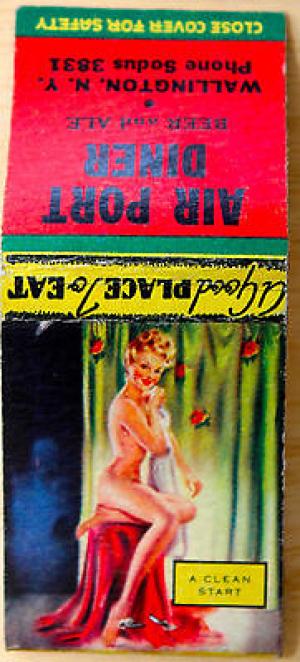 CLOSE COVER FOR SAFETY
AIR PORT
DINER
BEER and ALE
•
WALLINGTON, N. Y.
Phone Sodus 3831
A Good PLACE To EAT
A CLEAN
START